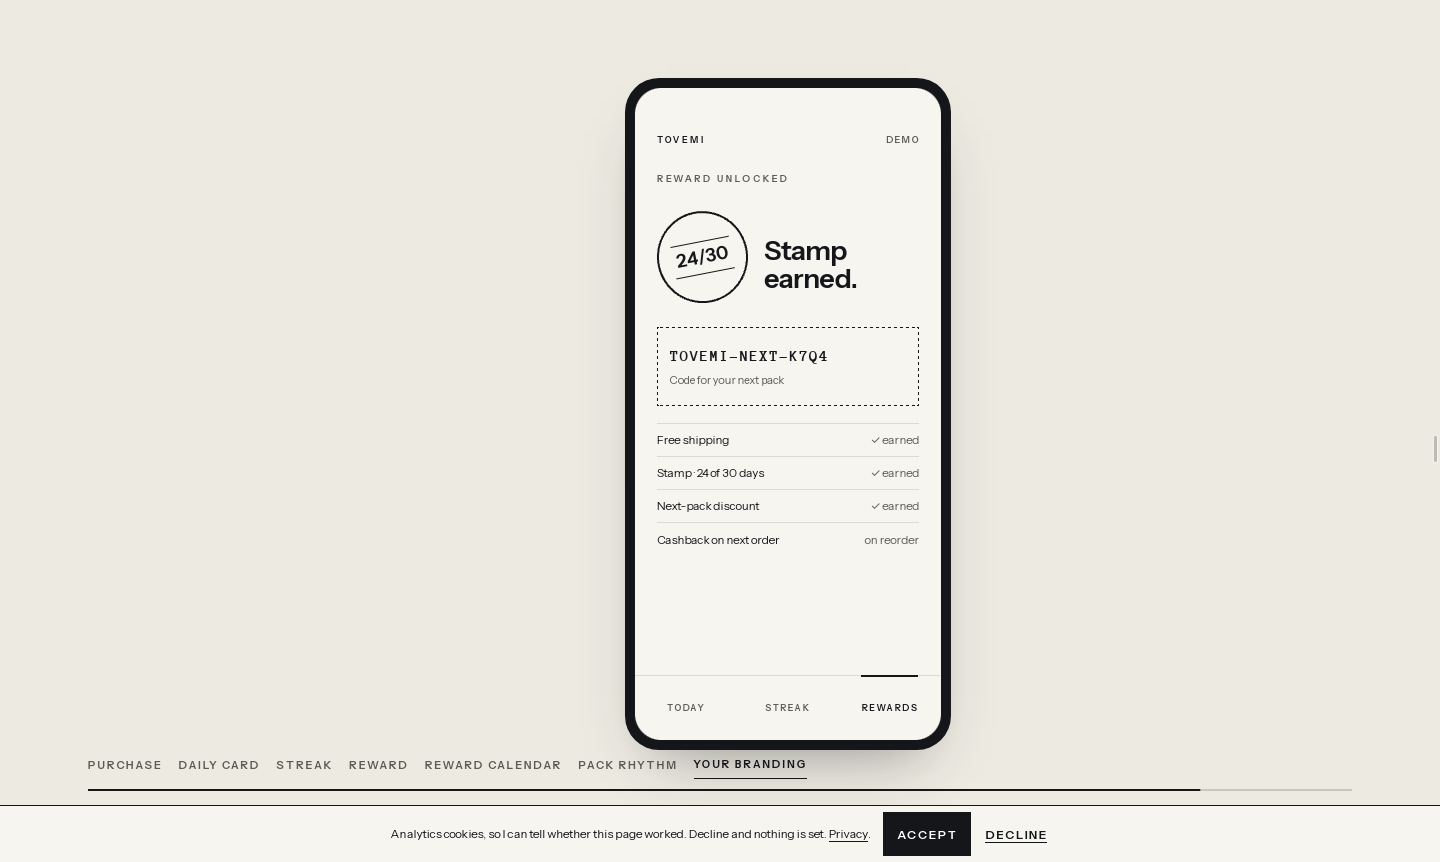 TOVEMI DEMO
REWARD UNLOCKED
24/30
Stamp
earned.
TOVEMI—NEXT—K7Q4
Code for your next pack
Free shipping ✓ earned
Stamp · 24 of 30 days ✓ earned
Next-pack discount ✓ earned
Cashback on next order on reorder
TODAY STREAK REWARDS
PURCHASE DAILY CARD STREAK REWARD REWARD CALENDAR PACK RHYTHM YOUR BRANDING
Analytics cookies, so I can tell whether this page worked. Decline and nothing is set. Privacy. ACCEPT DECLINE